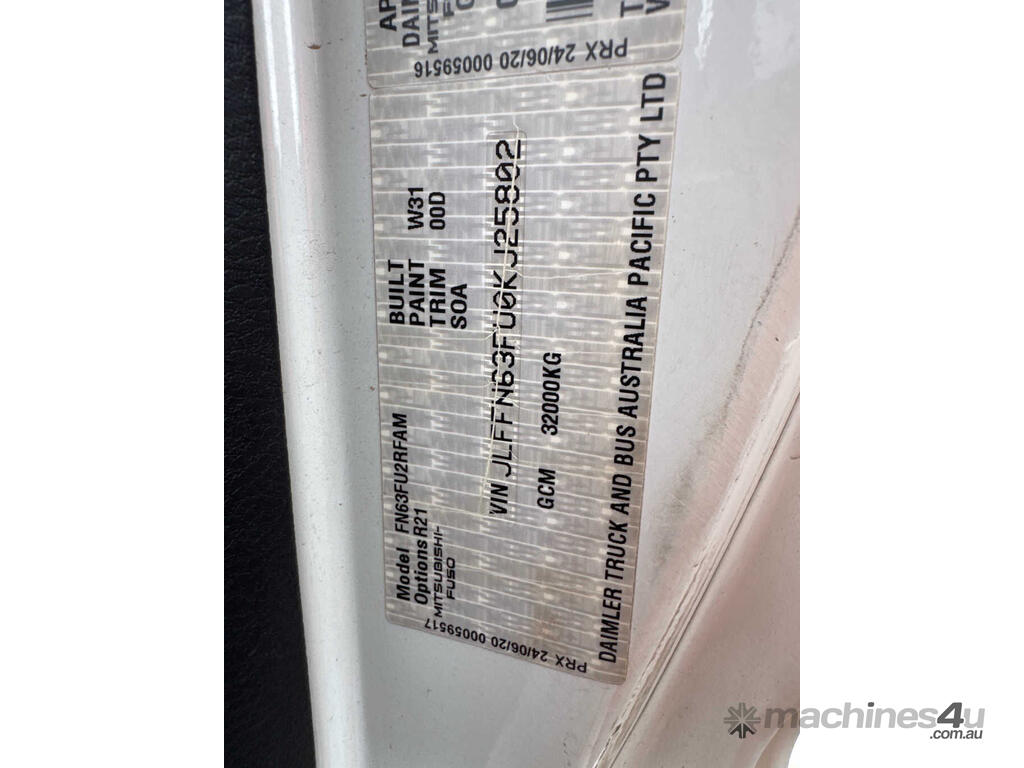 PRX 24/06/20 00059516
Model FN63FU2RFAM
Options R21
MITSUBISHI-
FUSO
BUILT
PAINT W31
TRIM 00D
SOA
VIN JLFFN63FU0KJ25802
GCM 32000KG
DAIMLER TRUCK AND BUS AUSTRALIA PACIFIC PTY LTD
PRX 24/06/20 00059517
machines4u
.com.au